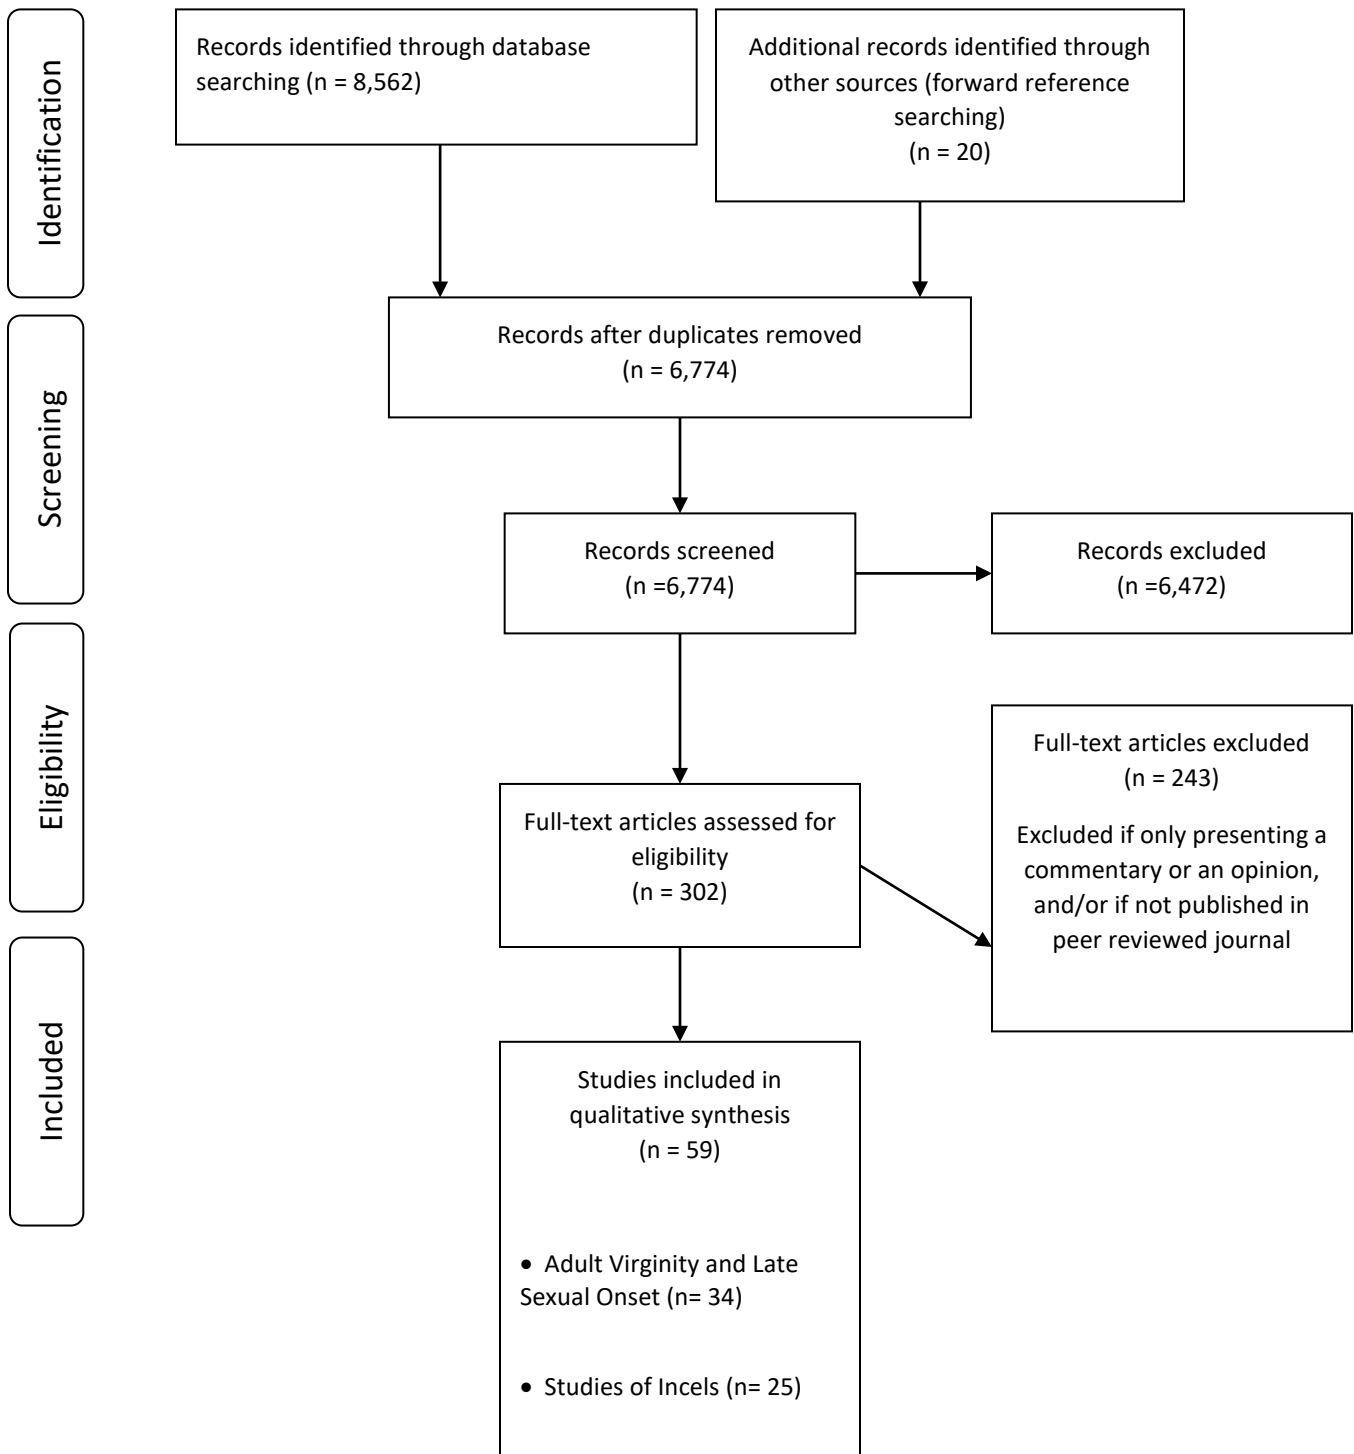 Identification
Records identified through database
searching (n = 8,562)
Additional records identified through
other sources (forward reference
searching)
(n = 20)
Records after duplicates removed
(n = 6,774)
Screening
Records screened
(n =6,774)
Records excluded
(n =6,472)
Eligibility
Full-text articles assessed for
eligibility
(n = 302)
Full-text articles excluded
(n = 243)
Excluded if only presenting a
commentary or an opinion,
and/or if not published in
peer reviewed journal
Included
Studies included in
qualitative synthesis
(n = 59)
• Adult Virginity and Late
Sexual Onset (n= 34)
• Studies of Incels (n= 25)